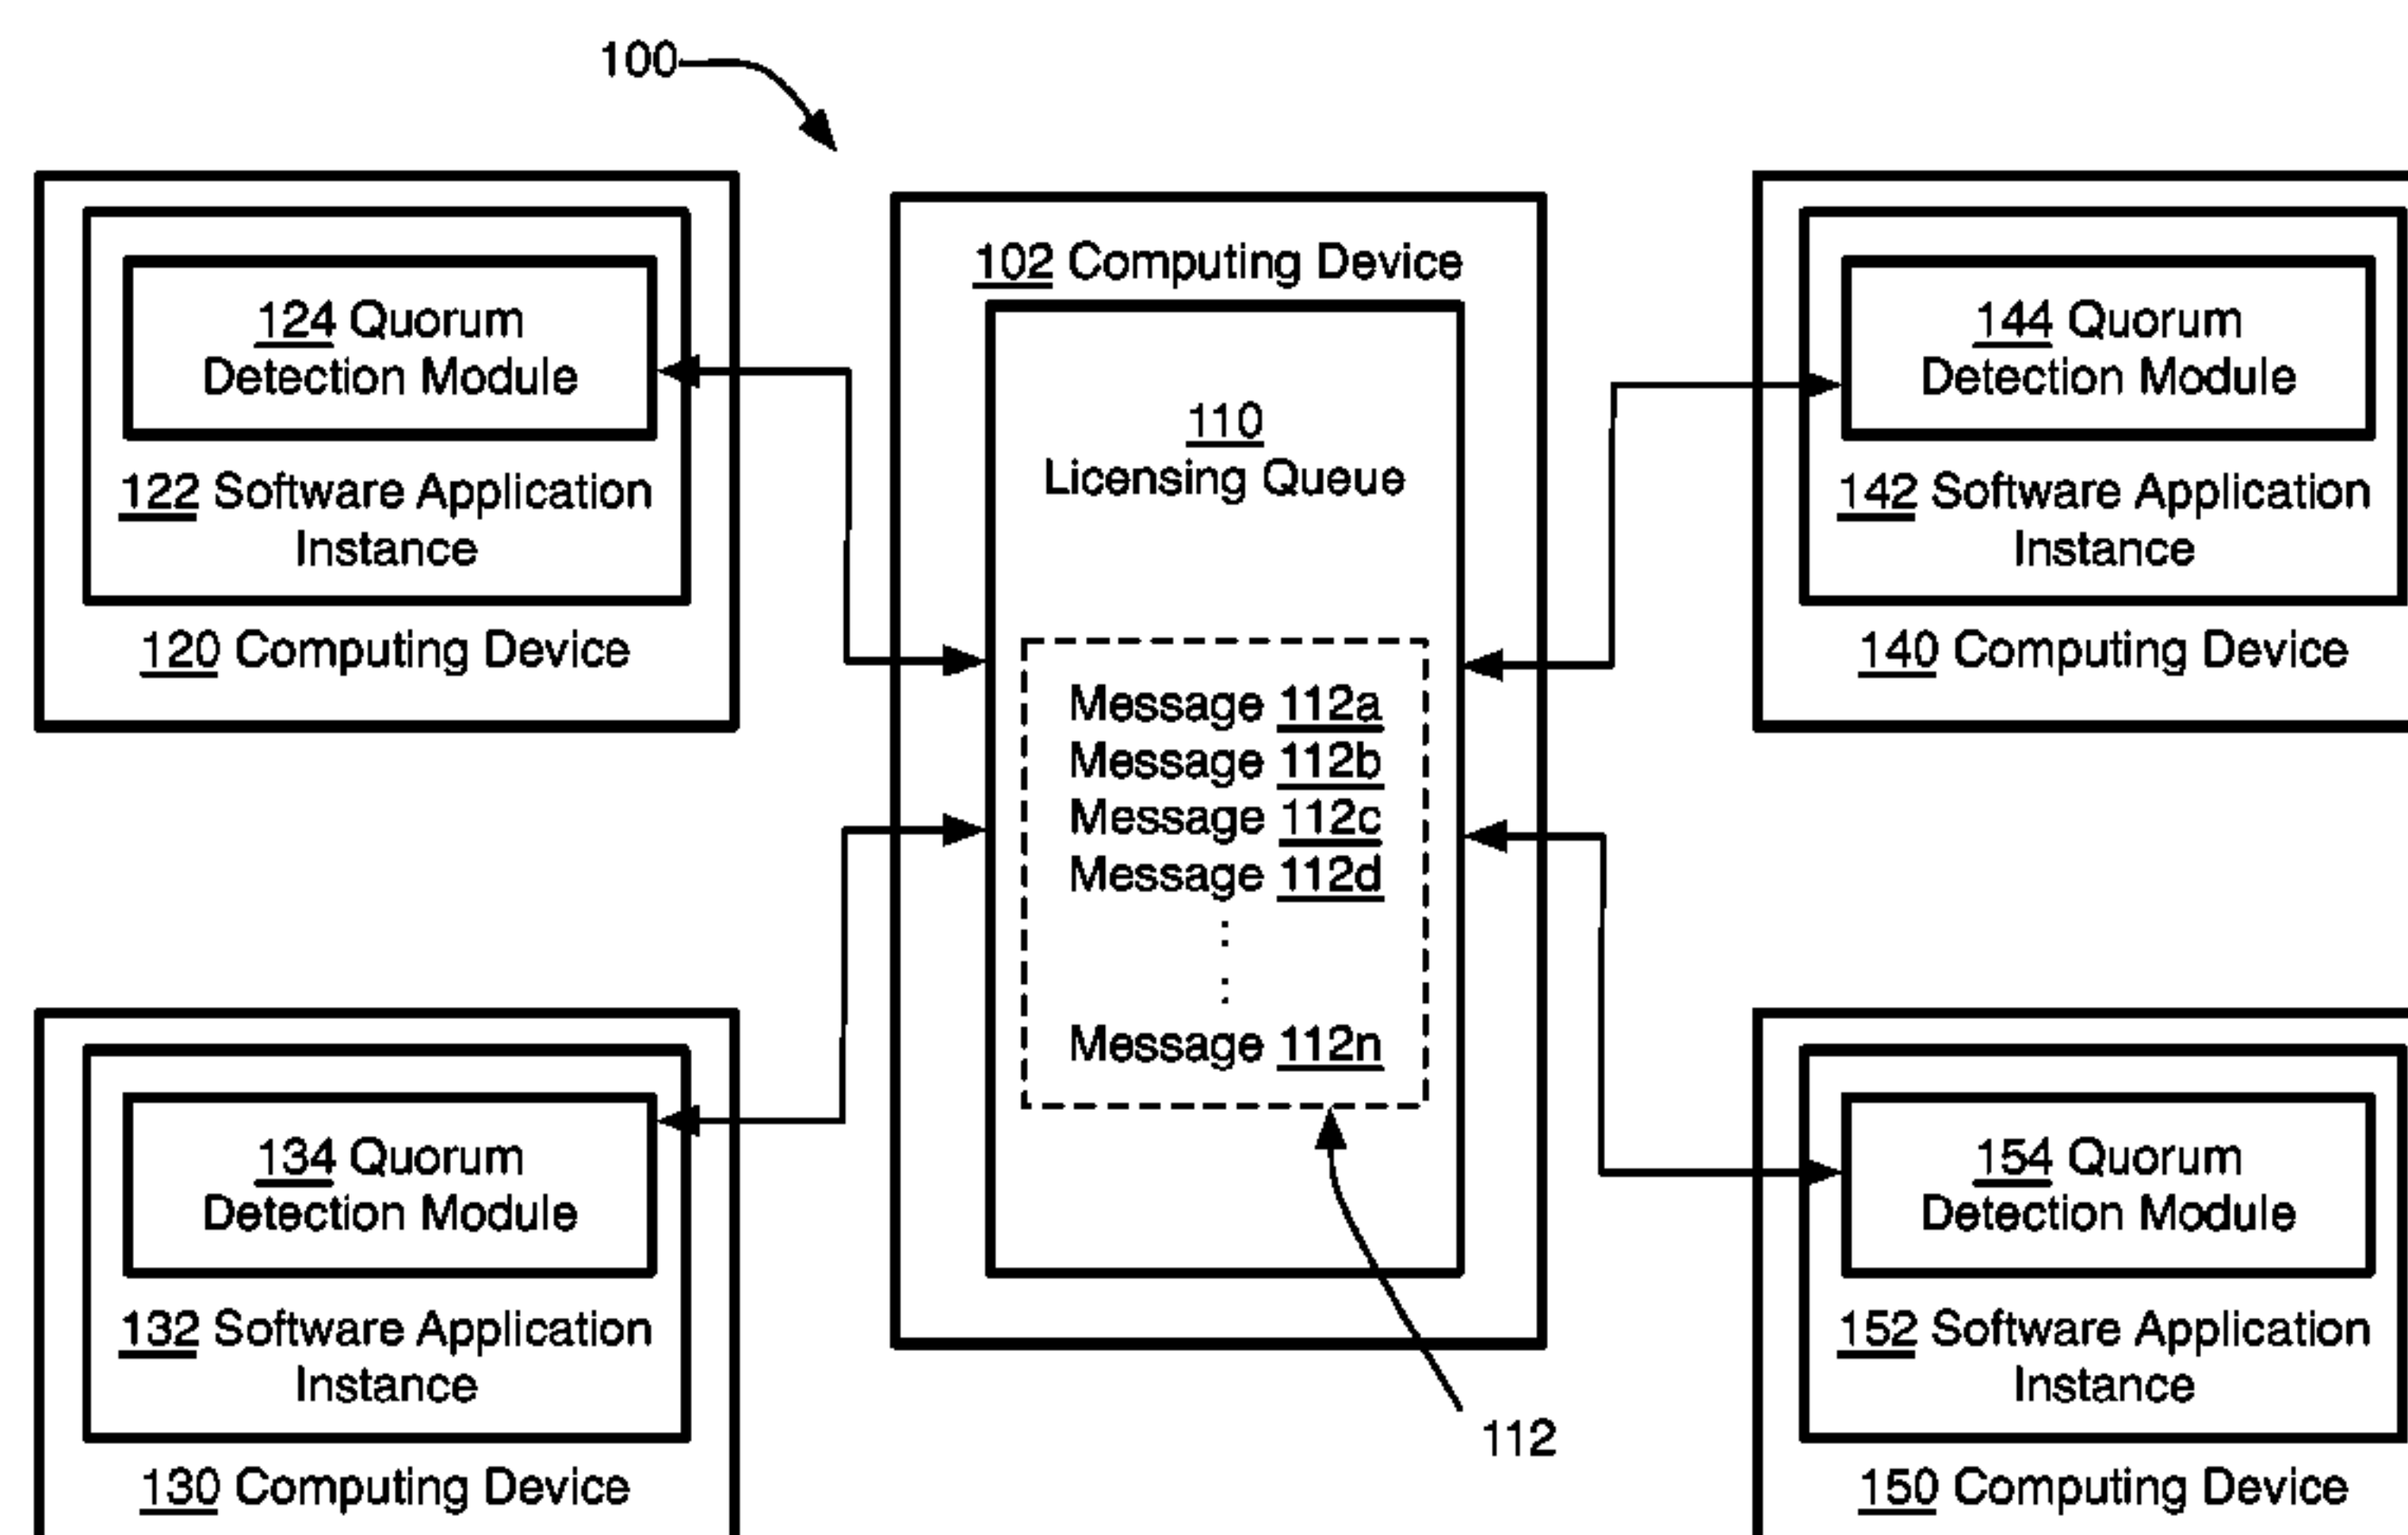 100
124 Quorum
Detection Module
122 Software Application
Instance
120 Computing Device
102 Computing Device
110
Licensing Queue
Message 112a
Message 112b
Message 112c
Message 112d
Message 112n
112
144 Quorum
Detection Module
142 Software Application
Instance
140 Computing Device
134 Quorum
Detection Module
132 Software Application
Instance
130 Computing Device
154 Quorum
Detection Module
152 Software Application
Instance
150 Computing Device